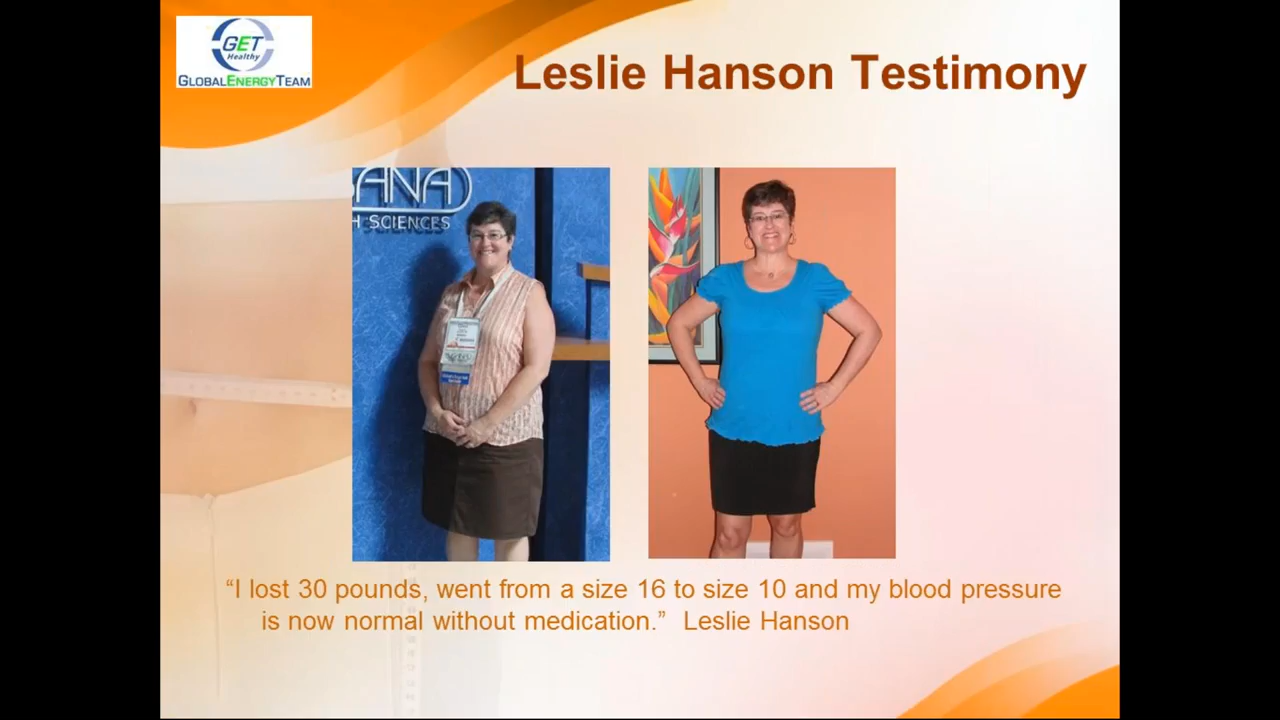 GET
Healthy
GLOBALENERGYTEAM
Leslie Hanson Testimony
ANA
H SCIENCES
“I lost 30 pounds, went from a size 16 to size 10 and my blood pressure
is now normal without medication.” Leslie Hanson